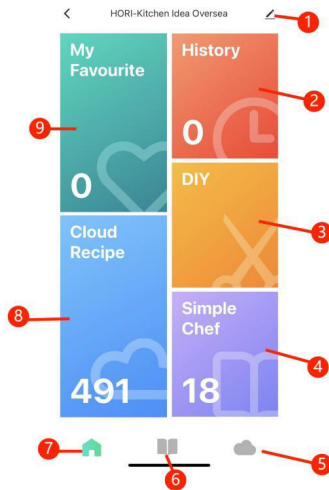 HORI-Kitchen Idea Oversea
1
My
Favourite
0
9
History
0
2
DIY
3
Cloud
Recipe
491
8
Simple
Chef
18
4
7
6
5